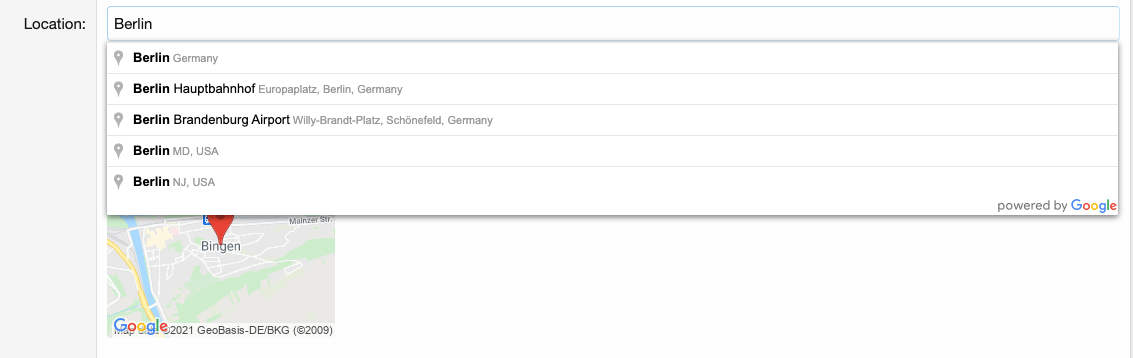 Location: Berlin
Berlin Germany
Berlin Hauptbahnhof Europaplatz, Berlin, Germany
Berlin Brandenburg Airport Willy-Brandt-Platz, Schönefeld, Germany
Berlin MD, USA
Berlin NJ, USA
powered by Google
Mainzer Str.
Bingen
Google
©2021 GeoBasis-DE/BKG (©2009)